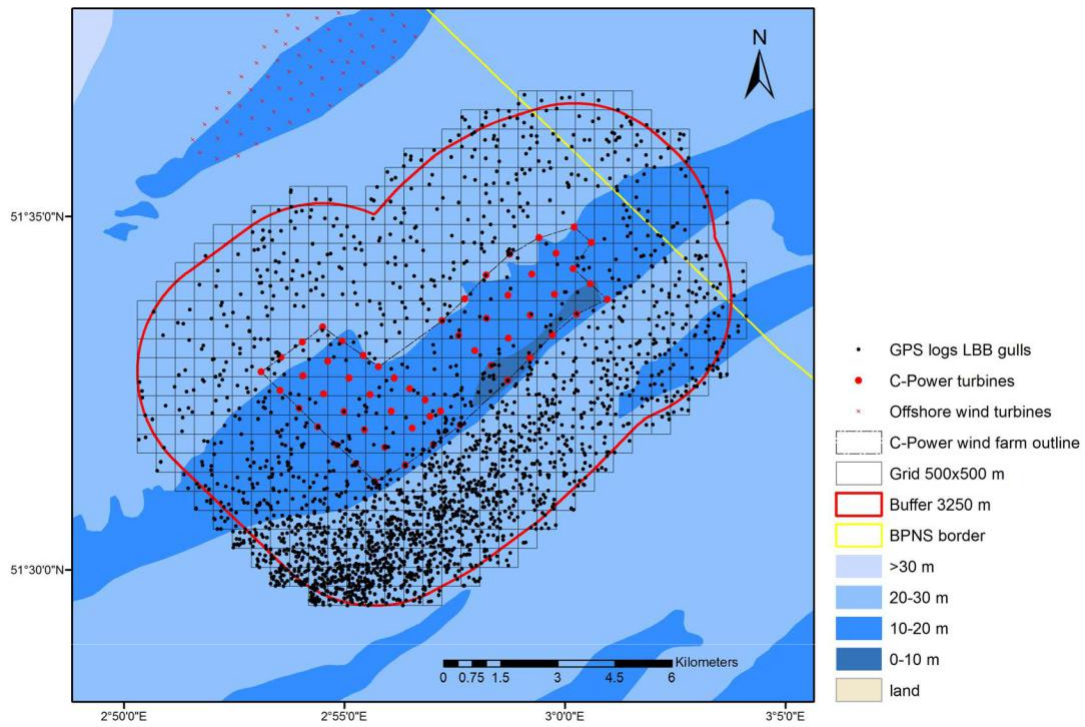 N
51°35'0"N
51°30'0"N
Kilometers
0 0.75 1.5 3 4.5 6
2°50'0"E 2°55'0"E 3°0'0"E 3°5'0"E
GPS logs LBB gulls
C-Power turbines
Offshore wind turbines
C-Power wind farm outline
Grid 500x500 m
Buffer 3250 m
BPNS border
>30 m
20-30 m
10-20 m
0-10 m
land